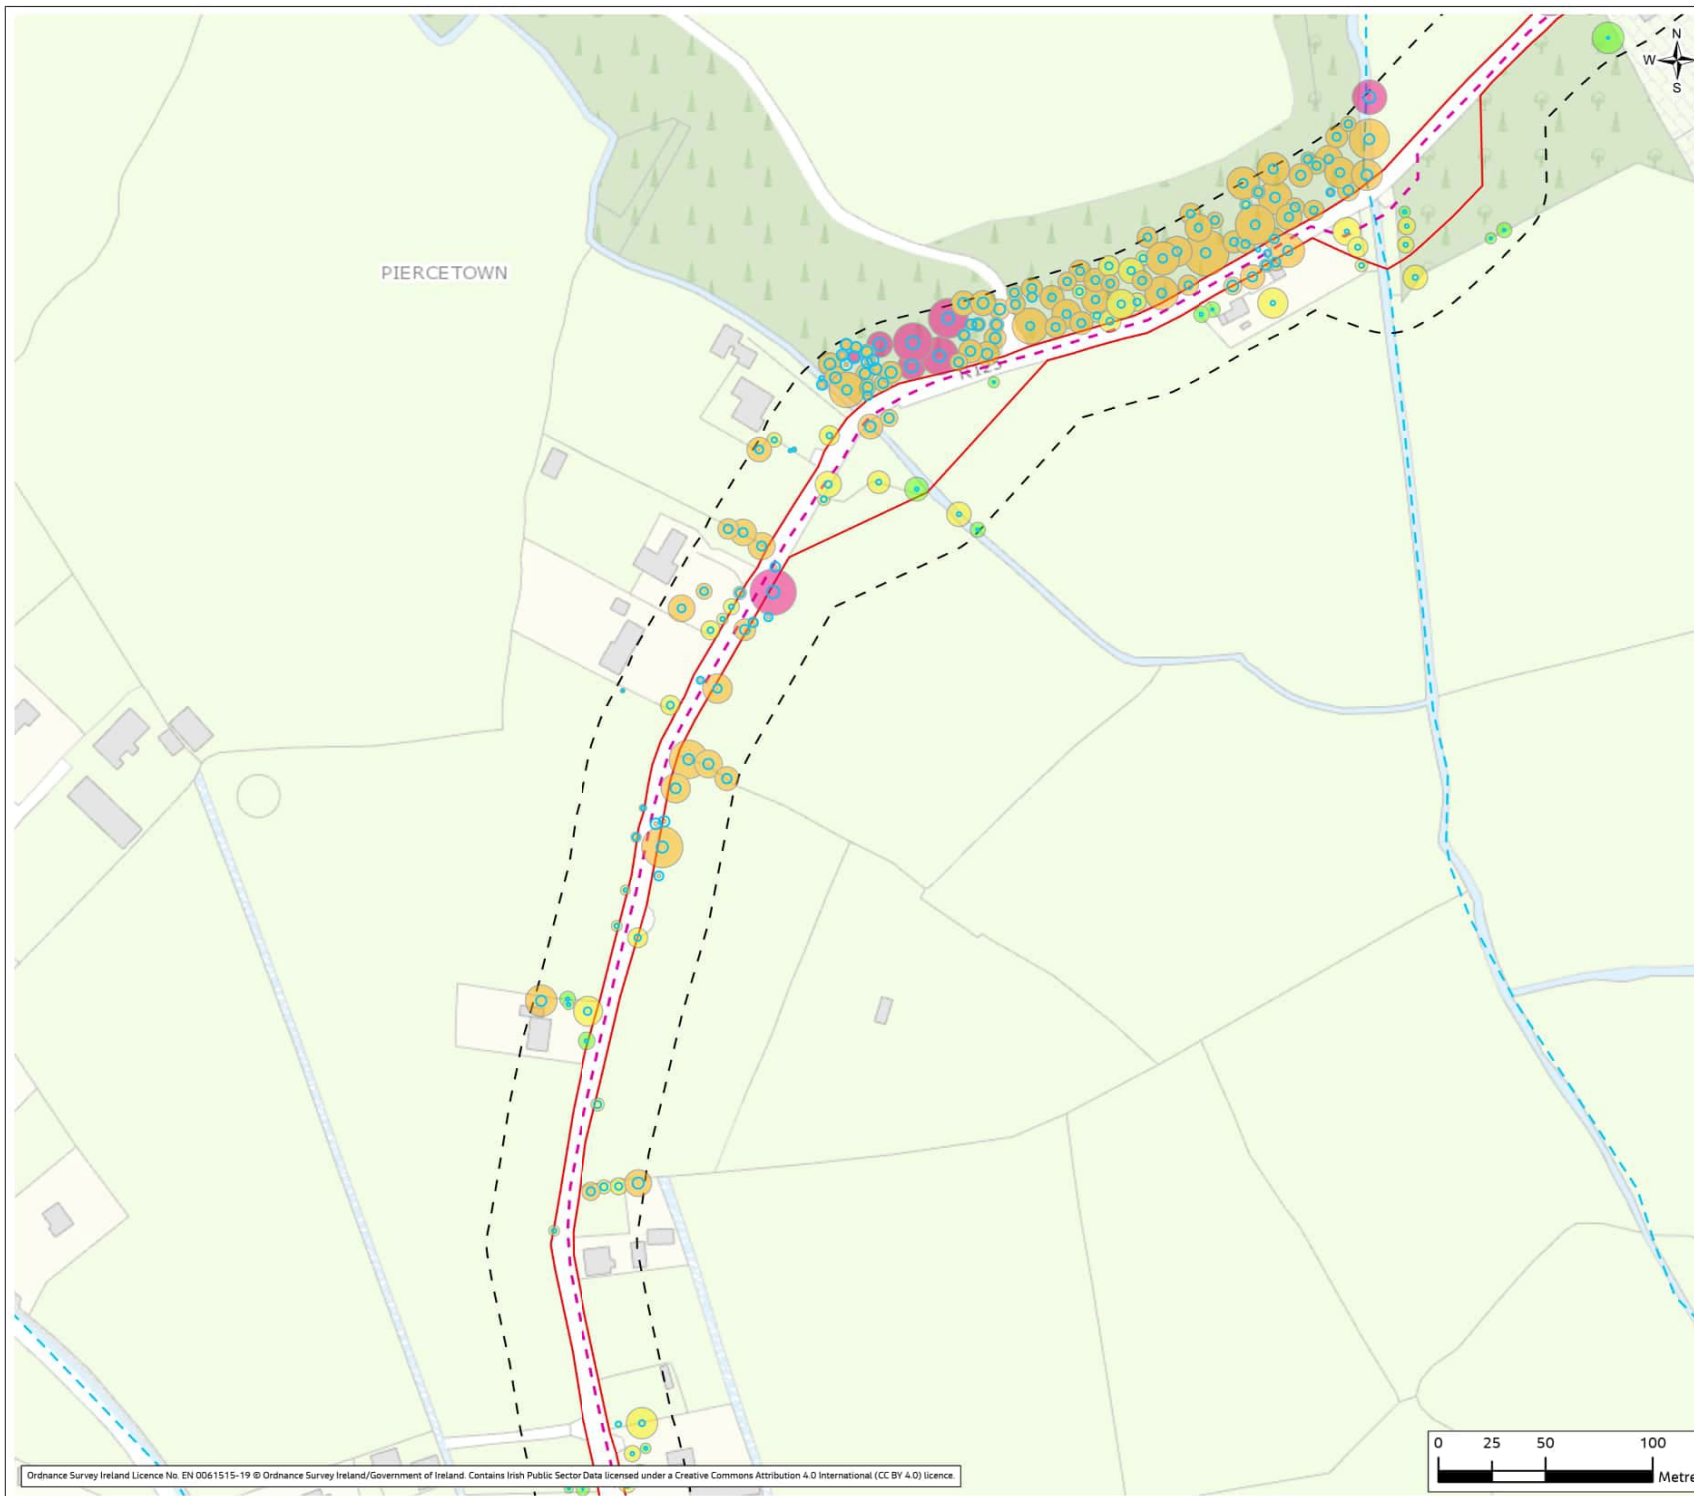 N
W
S
PIERCETOWN
R125
0 25 50 100
Metre
Ordnance Survey Ireland Licence No. EN 0061515-19 © Ordnance Survey Ireland/Government of Ireland. Contains Irish Public Sector Data licensed under a Creative Commons Attribution 4.0 International (CC BY 4.0) licence.